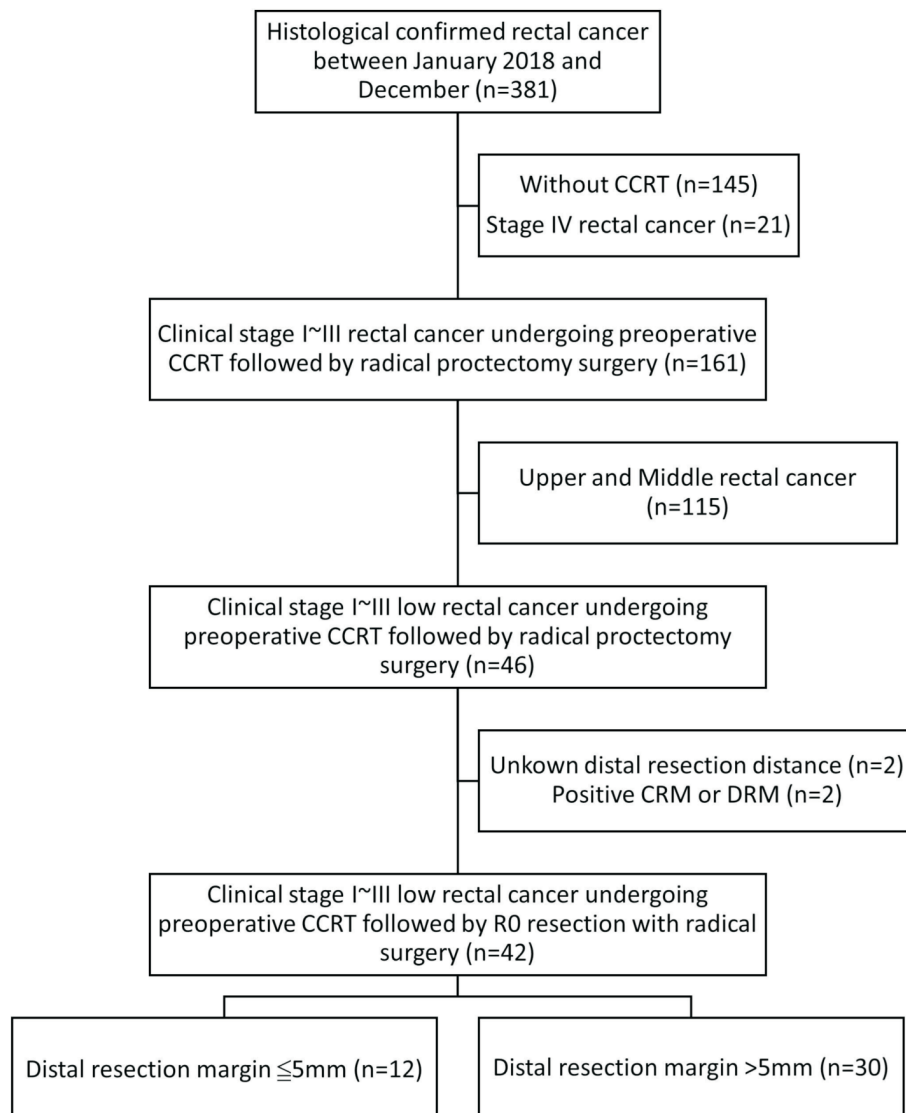 Histological confirmed rectal cancer
between January 2018 and
December (n=381)
Without CCRT (n=145)
Stage IV rectal cancer (n=21)
Clinical stage I~III rectal cancer undergoing preoperative
CCRT followed by radical proctectomy surgery (n=161)
Upper and Middle rectal cancer
(n=115)
Clinical stage I~III low rectal cancer undergoing
preoperative CCRT followed by radical proctectomy
surgery (n=46)
Unkown distal resection distance (n=2)
Positive CRM or DRM (n=2)
Clinical stage I~III low rectal cancer undergoing
preoperative CCRT followed by R0 resection with radical
surgery (n=42)
Distal resection margin ≦5mm (n=12)
Distal resection margin >5mm (n=30)